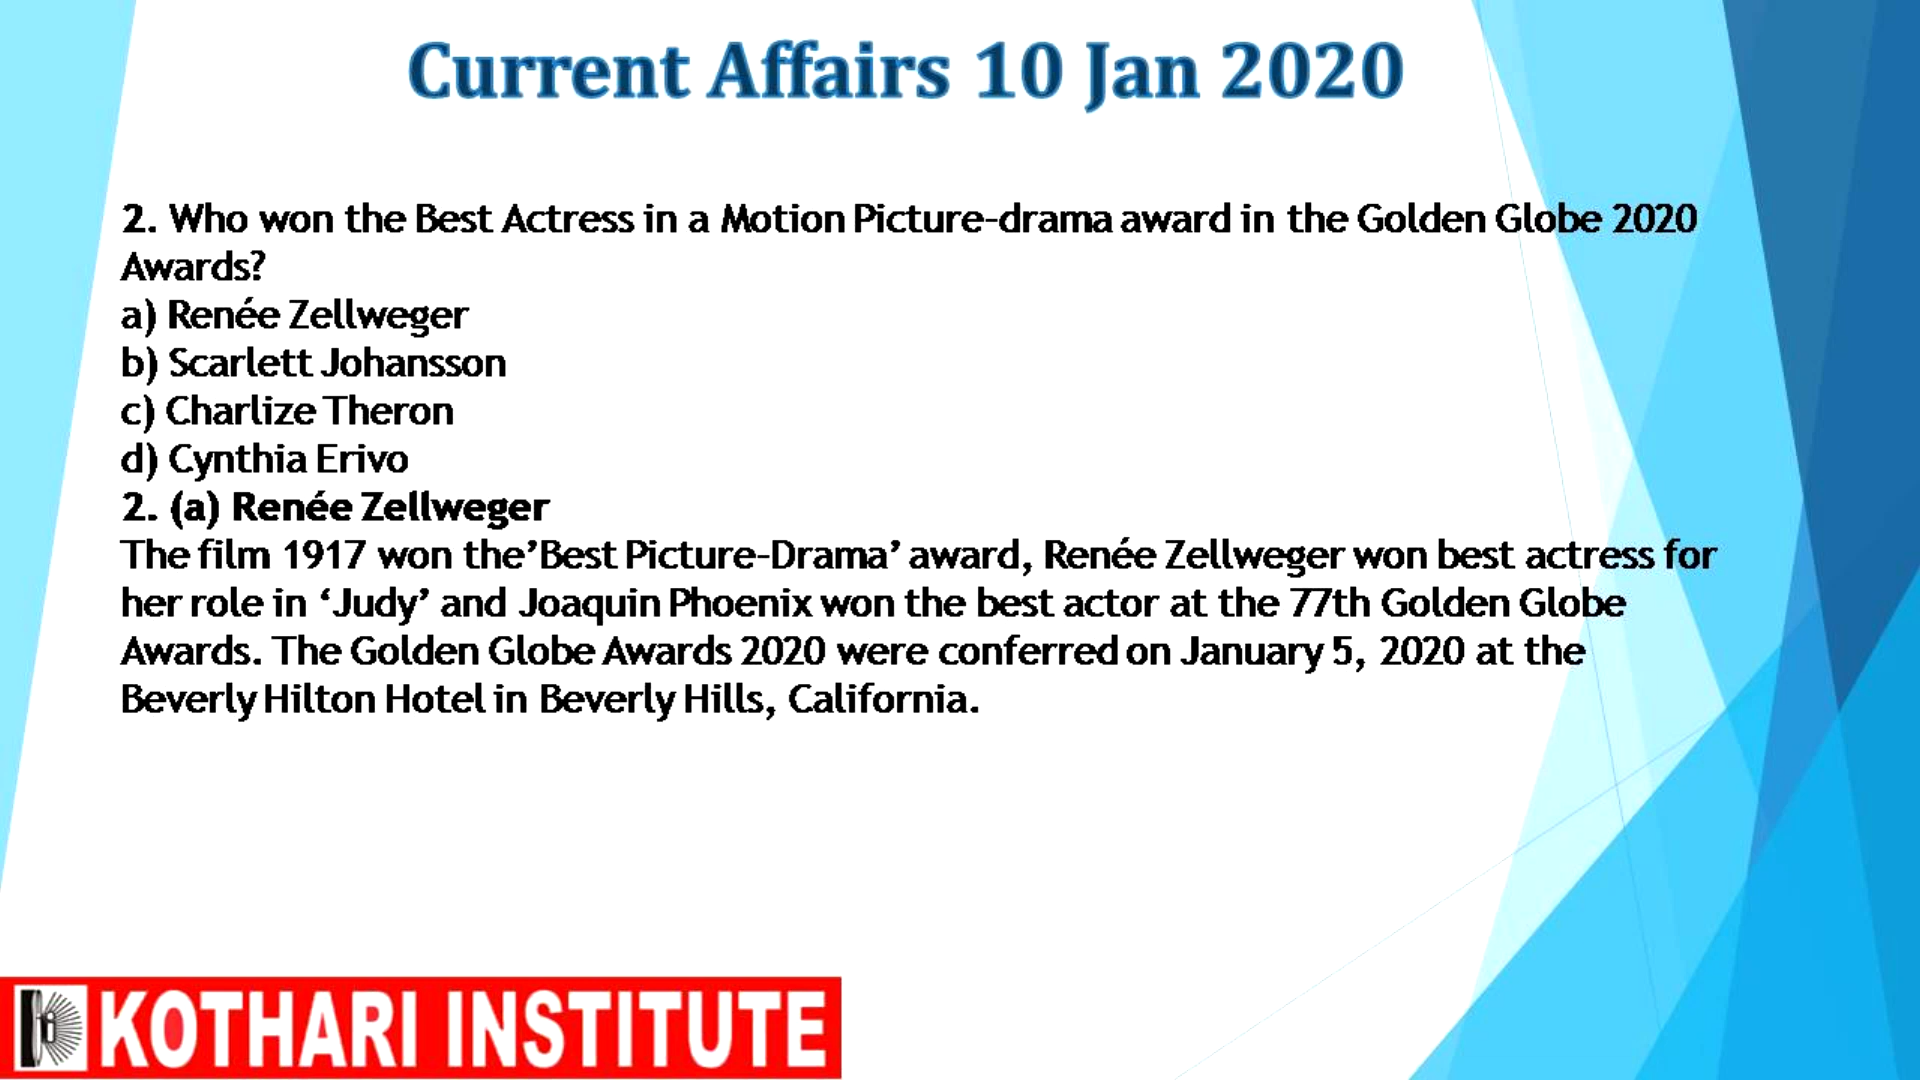 Current Affairs 10 Jan 2020
2. Who won the Best Actress in a Motion Picture-drama award in the Golden Globe 2020
Awards?
a) Renée Zellweger
b) Scarlett Johansson
c) Charlize Theron
d) Cynthia Erivo
2. (a) Renée Zellweger
The film 1917 won the’Best Picture-Drama’ award, Renée Zellweger won best actress for
her role in ‘Judy’ and Joaquin Phoenix won the best actor at the 77th Golden Globe
Awards. The Golden Globe Awards 2020 were conferred on January 5, 2020 at the
Beverly Hilton Hotel in Beverly Hills, California.
KOTHARI INSTITUTE